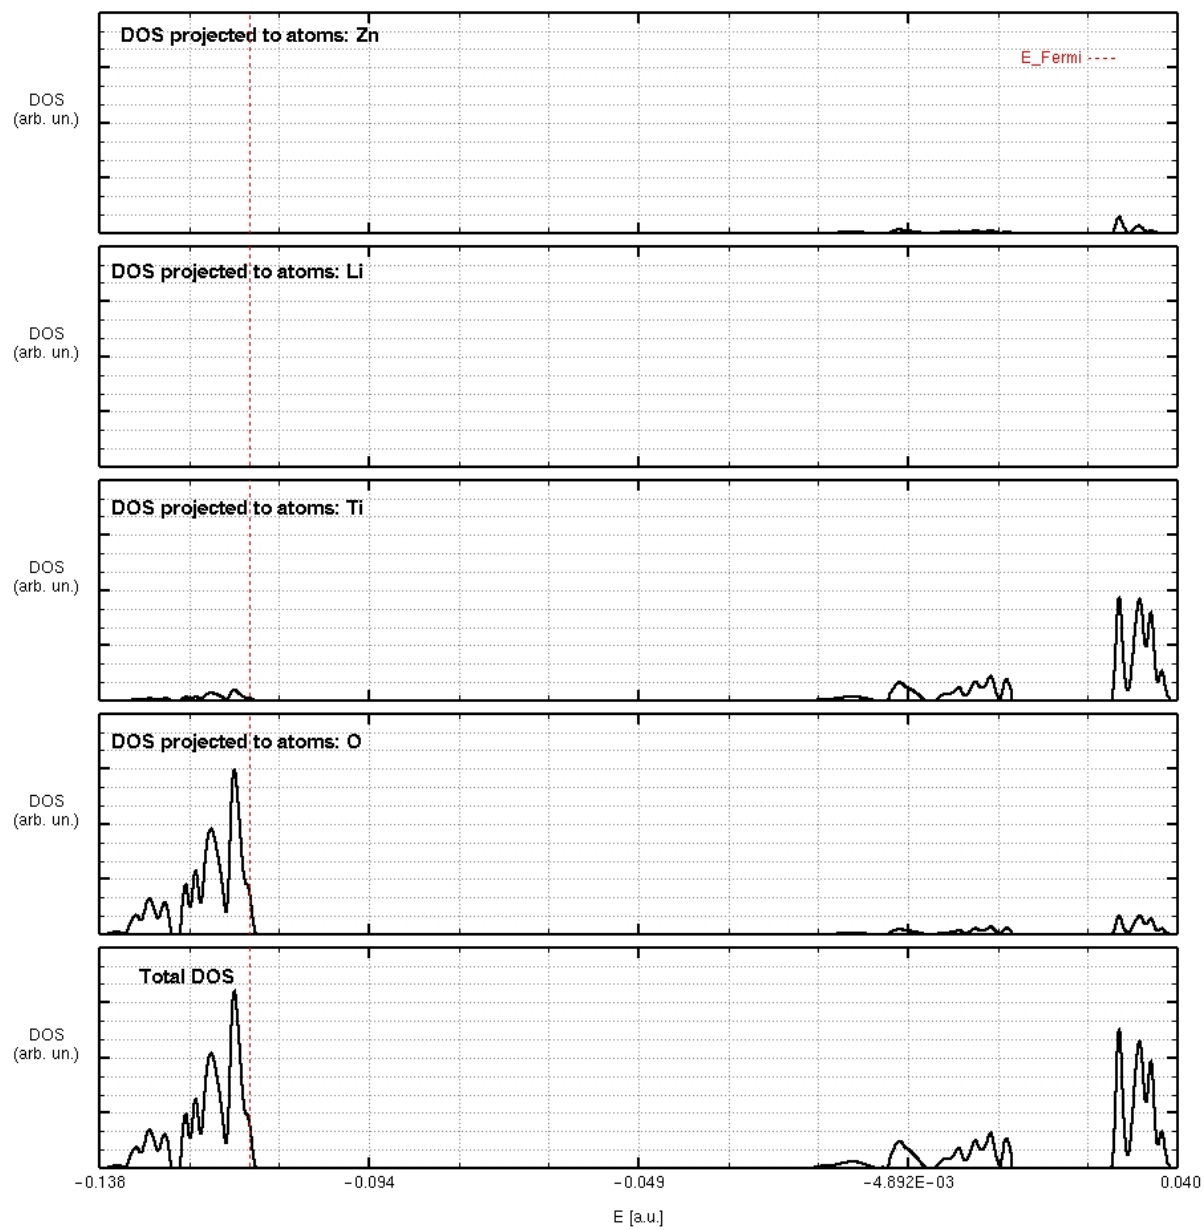 DOS projected to atoms: Zn
E_Fermi
DOS
(arb. un.)
DOS projected to atoms: Li
DOS
(arb. un.)
DOS projected to atoms: Ti
DOS
(arb. un.)
DOS projected to atoms: O
DOS
(arb. un.)
Total DOS
DOS
(arb. un.)
−0.138 −0.094 −0.049 −4.892E−03 0.040
E [a.u.]